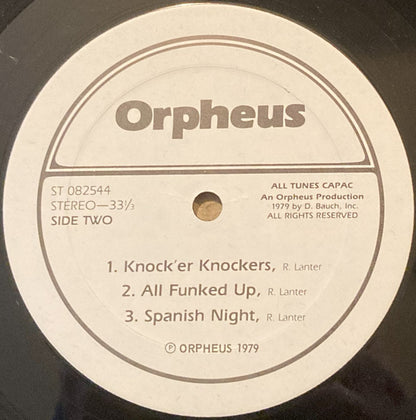 Orpheus
ST 082544
STEREO—33⅓
SIDE TWO
ALL TUNES CAPAC
An Orpheus Production
1979 by D. Bauch, Inc.
ALL RIGHTS RESERVED
1. Knock'er Knockers, R. Lanter
2. All Funked Up, R. Lanter
3. Spanish Night, R. Lanter
℗ ORPHEUS 1979